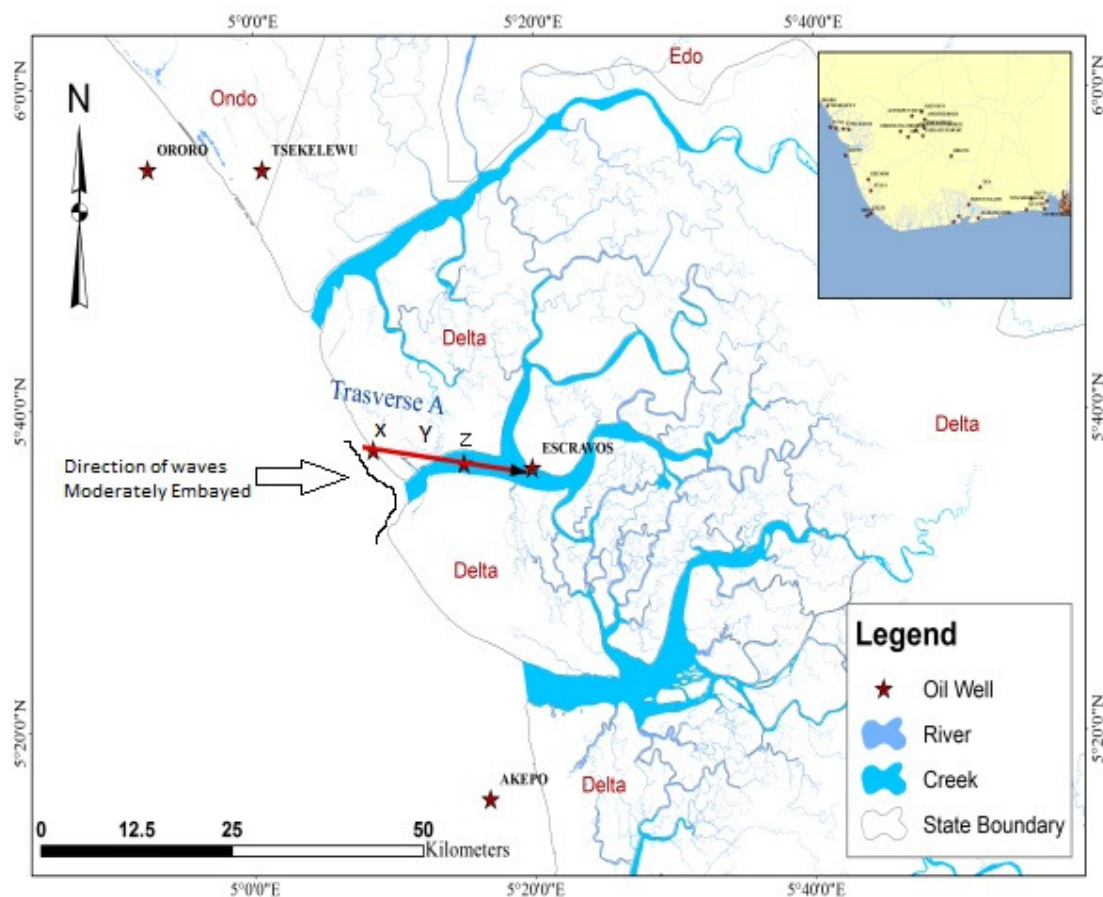 5°0'0"E
5°20'0"E
5°40'0"E
6°0'0"N
6°0'0"N
Edo
Ondo
N
ORORO
TSEKELEWU
Delta
Delta
5°40'0"N
5°40'0"N
Trasverse A
X
Y
Z
ESCRAVOS
Direction of waves
Moderately Embayed
Delta
Legend
Oil Well
River
Creek
State Boundary
5°20'0"N
5°20'0"N
AKEPO
Delta
0
12.5
25
50
Kilometers
5°0'0"E
5°20'0"E
5°40'0"E